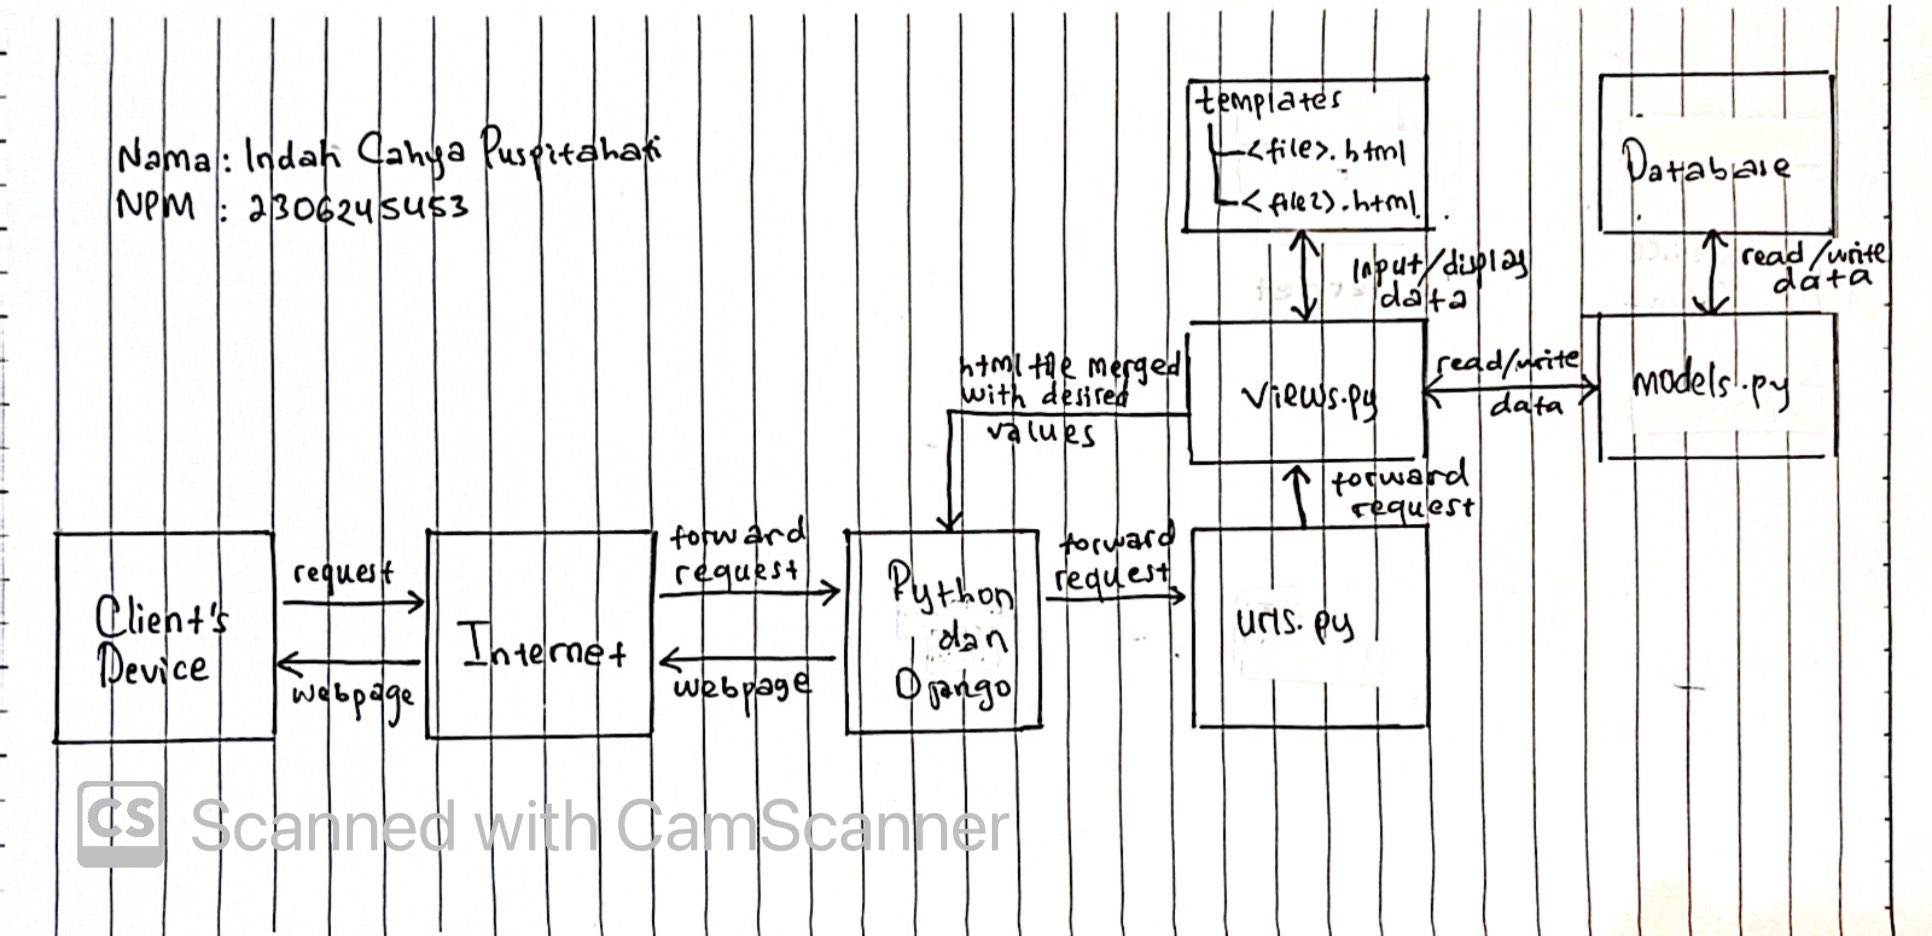 Nama : Indah Cahya Puspitahati
NPM : 2306245453
templates
<file>.html
<file2>.html
Database
Input/display
data
read/write
data
html file merged
with desired
values
views.py
read/write
data
models.py
forward
request
Client's
Device
request
webpage
Internet
forward
request
webpage
Python
dan
Django
forward
request
urls.py
CS Scanned with CamScanner